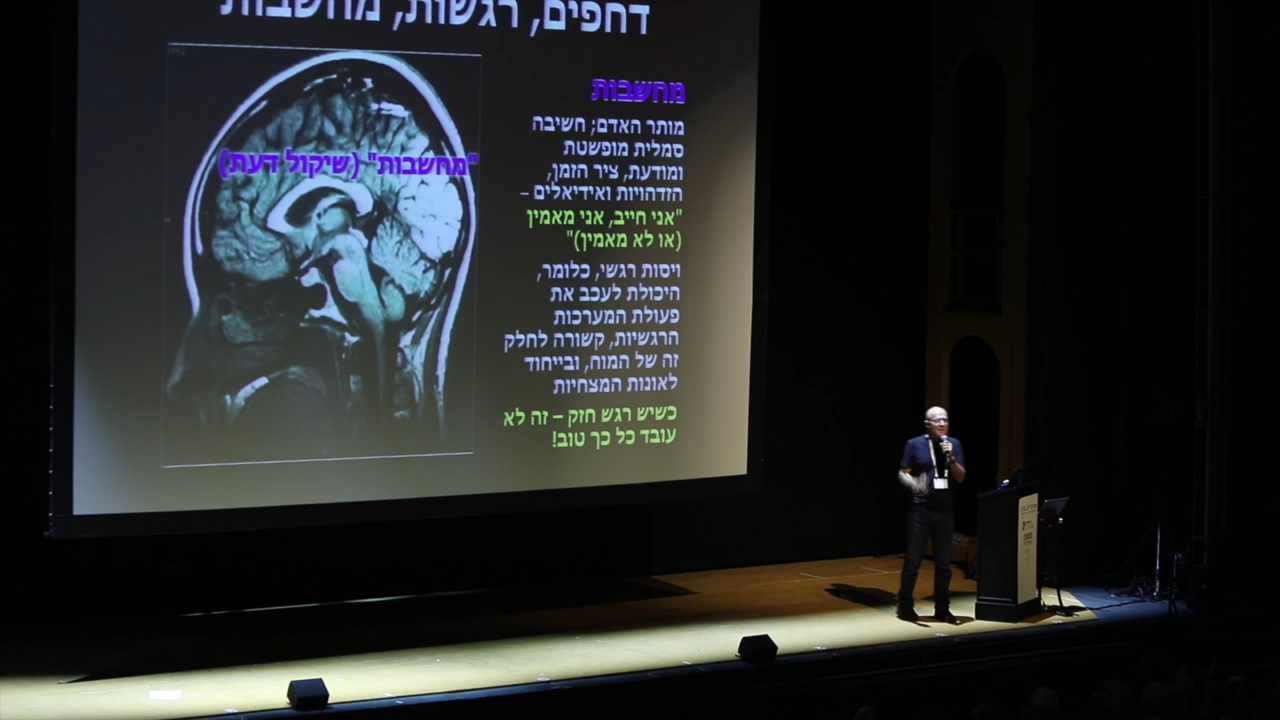 דחפים, רגשות, מחשבות
"מחשבות" (שיקול דעת)
מחשבות
מותר האדם; חשיבה
סמלית מופשטת
ומודעת, ציר הזמן,
הזדהויות ואידיאלים –
"אני חייב, אני מאמין
(או לא מאמין)"
ויסות רגשי, כלומר,
היכולת לעכב את
פעולת המערכות
הרגשיות, קשורה לחלק
זה של המוח, ובייחוד
לאונות המצחיות
כשיש רגש חזק – זה לא
עובד כל כך טוב!